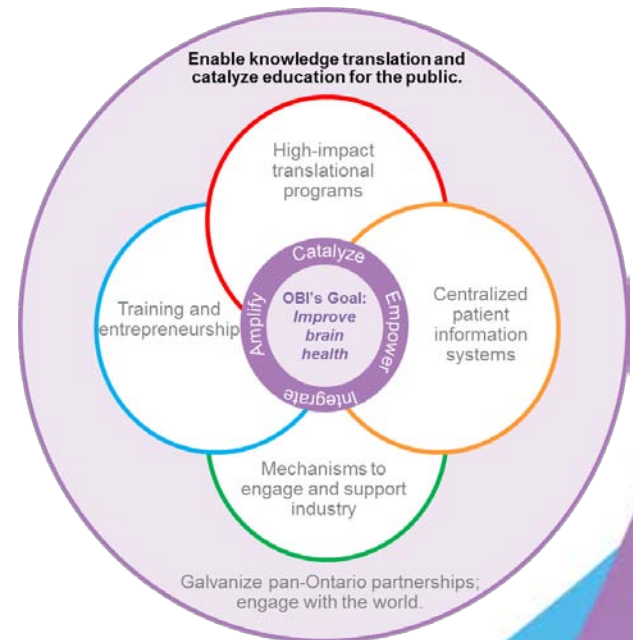 Enable knowledge translation and
catalyze education for the public.
High-impact
translational
programs
Catalyze
Amplify
OBI's Goal:
Improve
brain
health
Empower
Integrate
Training and
entrepreneurship
Centralized
patient
information
systems
Mechanisms to
engage and support
industry
Galvanize pan-Ontario partnerships;
engage with the world.